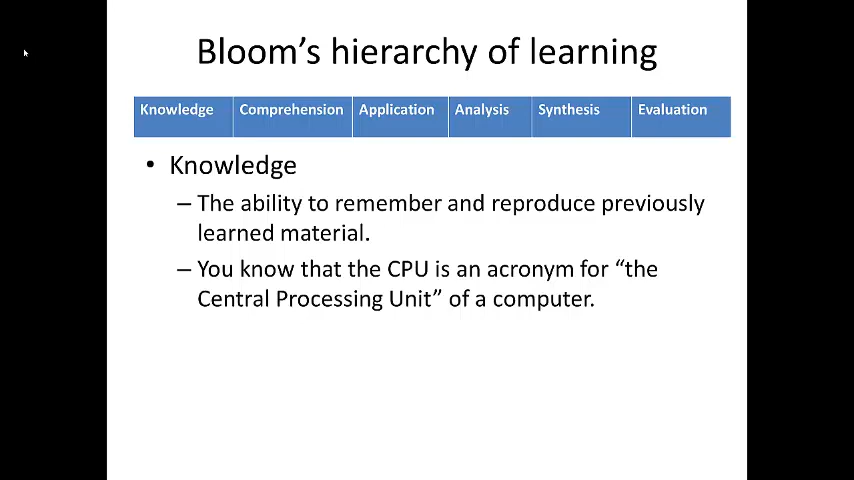 Bloom’s hierarchy of learning
Knowledge Comprehension Application Analysis Synthesis Evaluation
• Knowledge
– The ability to remember and reproduce previously
learned material.
– You know that the CPU is an acronym for “the
Central Processing Unit” of a computer.